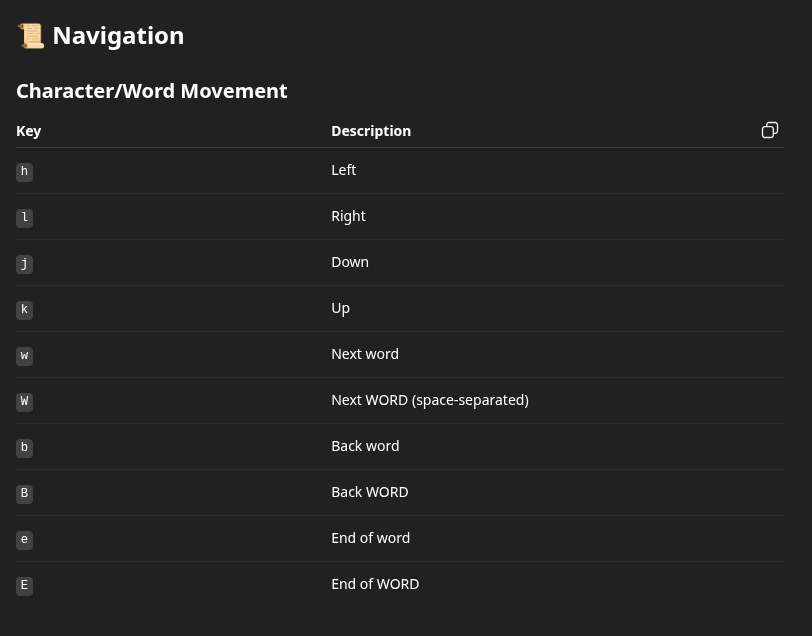 📜 Navigation
Character/Word Movement
Key Description
h Left
l Right
j Down
k Up
w Next word
W Next WORD (space-separated)
b Back word
B Back WORD
e End of word
E End of WORD